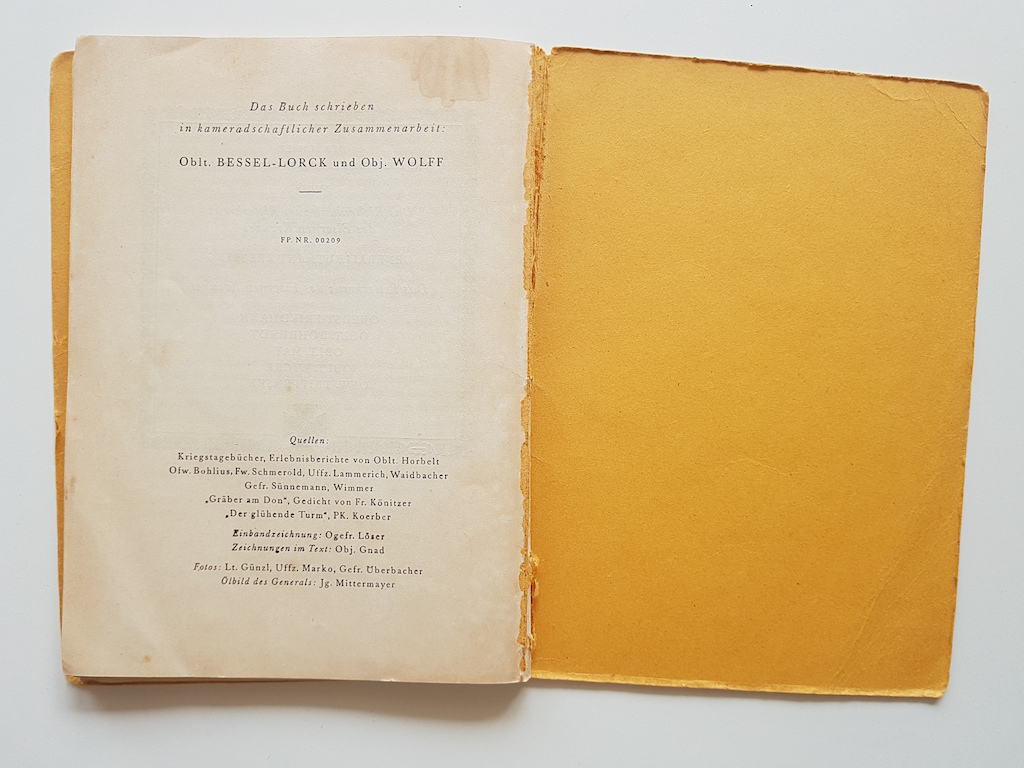 Das Buch schrieben
in kameradschaftlicher Zusammenarbeit:
Oblt. BESSEL-LORCK und Obj. WOLFF
FP. NR. 00209
Quellen:
Kriegstagebücher, Erlebnisberichte von Oblt. Horbelt
Ofw. Bohlius, Fw. Schmerold, Uffz. Lammerich, Waidbacher
Gefr. Sünnemann, Wimmer
„Gräber am Don“, Gedicht von Fr. Könitzer
„Der glühende Turm“, PK. Koerber
Einbandzeichnung: Ogefr. Löser
Zeichnungen im Text: Obj. Gnad
Fotos: Lt. Günzl, Uffz. Marko, Gefr. Überbacher
Ölbild des Generals: Jg. Mittermayer